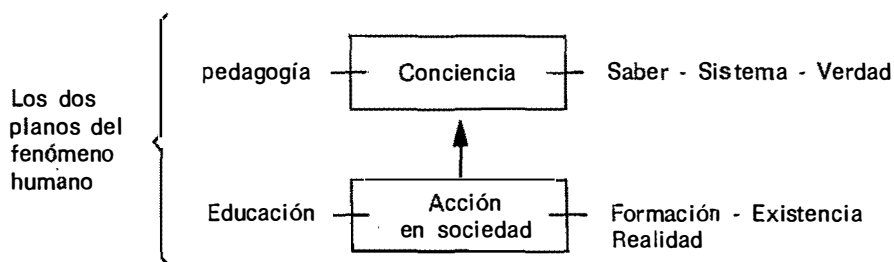 Los dos
planos del
fenómeno
humano
pedagogía
Conciencia
Saber - Sistema - Verdad
Educación
Acción
en sociedad
Formación - Existencia
Realidad